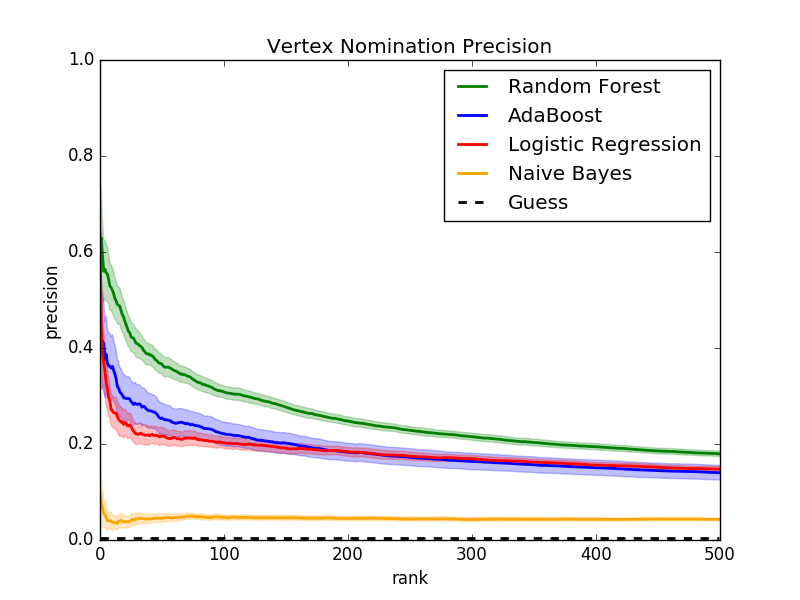 Vertex Nomination Precision
1.0
0.8
0.6
0.4
0.2
0.0
precision
Random Forest
AdaBoost
Logistic Regression
Naive Bayes
Guess
0 100 200 300 400 500
rank